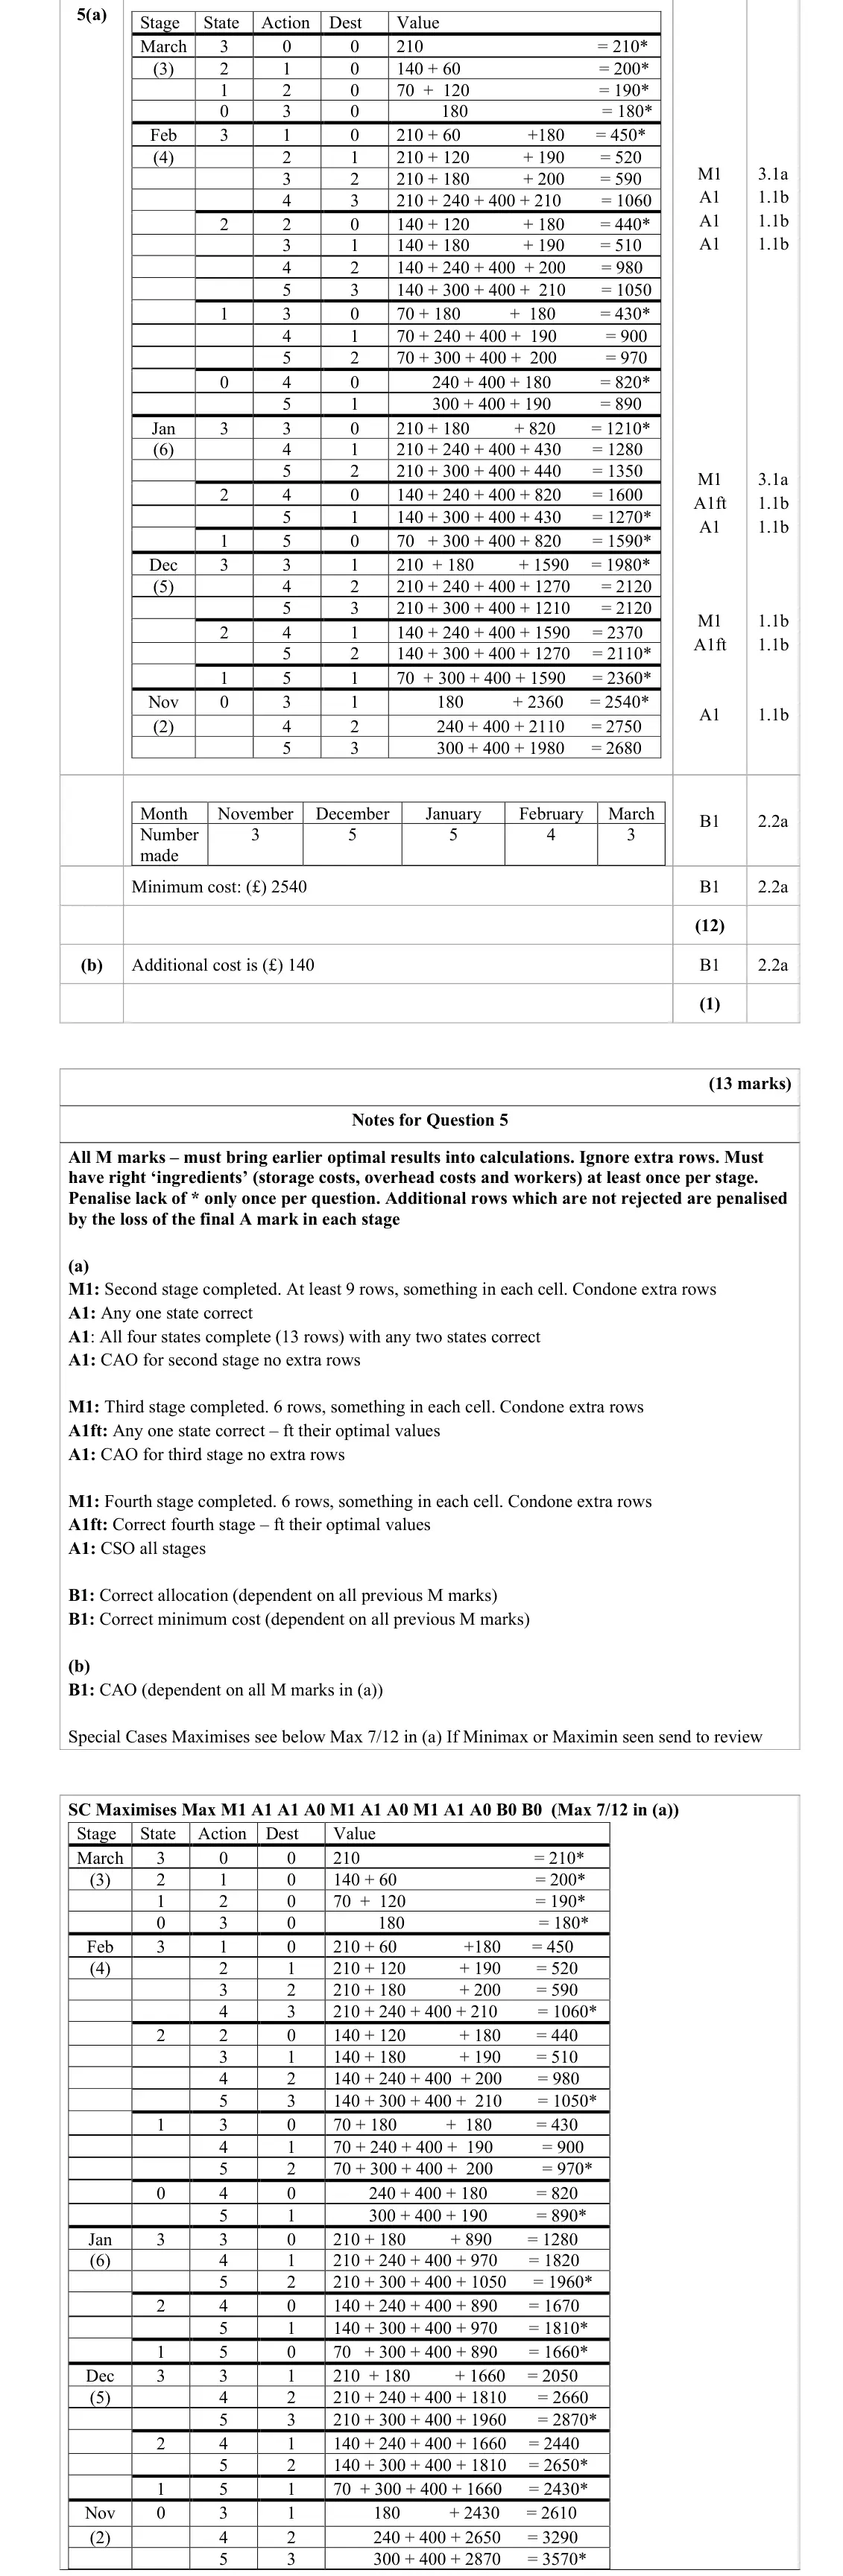 5(a)
Stage State Action Dest Value
March 3 0 0 210 = 210*
(3) 2 1 0 140 + 60 = 200*
1 2 0 70 + 120 = 190*
0 3 0 180 = 180*
Feb 3 1 0 210 + 60 +180 = 450*
(4) 2 1 210 + 120 + 190 = 520
3 2 210 + 180 + 200 = 590
4 3 210 + 240 + 400 + 210 = 1060
2 2 0 140 + 120 + 180 = 440*
3 1 140 + 180 + 190 = 510
4 2 140 + 240 + 400 + 200 = 980
5 3 140 + 300 + 400 + 210 = 1050
1 3 0 70 + 180 + 180 = 430*
4 1 70 + 240 + 400 + 190 = 900
5 2 70 + 300 + 400 + 200 = 970
0 4 0 240 + 400 + 180 = 820*
5 1 300 + 400 + 190 = 890
Jan 3 3 0 210 + 180 + 820 = 1210*
(6) 4 1 210 + 240 + 400 + 430 = 1280
5 2 210 + 300 + 400 + 440 = 1350
2 4 0 140 + 240 + 400 + 820 = 1600
5 1 140 + 300 + 400 + 430 = 1270*
1 5 0 70 + 300 + 400 + 820 = 1590*
Dec 3 3 1 210 + 180 + 1590 = 1980*
(5) 4 2 210 + 240 + 400 + 1270 = 2120
5 3 210 + 300 + 400 + 1210 = 2120
2 4 1 140 + 240 + 400 + 1590 = 2370
5 2 140 + 300 + 400 + 1270 = 2110*
1 5 1 70 + 300 + 400 + 1590 = 2360*
Nov 0 3 1 180 + 2360 = 2540*
(2) 4 2 240 + 400 + 2110 = 2750
5 3 300 + 400 + 1980 = 2680
M1 3.1a
A1 1.1b
A1 1.1b
A1 1.1b
M1 3.1a
A1ft 1.1b
A1 1.1b
M1 1.1b
A1ft 1.1b
A1 1.1b
Month November December January February March
Number made 3 5 5 4 3
B1 2.2a
Minimum cost: (£) 2540 B1 2.2a
(12)
(b) Additional cost is (£) 140 B1 2.2a
(1)
(13 marks)
Notes for Question 5
All M marks – must bring earlier optimal results into calculations. Ignore extra rows. Must
have right ‘ingredients’ (storage costs, overhead costs and workers) at least once per stage.
Penalise lack of * only once per question. Additional rows which are not rejected are penalised
by the loss of the final A mark in each stage
(a)
M1: Second stage completed. At least 9 rows, something in each cell. Condone extra rows
A1: Any one state correct
A1: All four states complete (13 rows) with any two states correct
A1: CAO for second stage no extra rows
M1: Third stage completed. 6 rows, something in each cell. Condone extra rows
A1ft: Any one state correct – ft their optimal values
A1: CAO for third stage no extra rows
M1: Fourth stage completed. 6 rows, something in each cell. Condone extra rows
A1ft: Correct fourth stage – ft their optimal values
A1: CSO all stages
B1: Correct allocation (dependent on all previous M marks)
B1: Correct minimum cost (dependent on all previous M marks)
(b)
B1: CAO (dependent on all M marks in (a))
Special Cases Maximises see below Max 7/12 in (a) If Minimax or Maximin seen send to review
SC Maximises Max M1 A1 A1 A0 M1 A1 A0 M1 A1 A0 B0 B0 (Max 7/12 in (a))
Stage State Action Dest Value
March 3 0 0 210 = 210*
(3) 2 1 0 140 + 60 = 200*
1 2 0 70 + 120 = 190*
0 3 0 180 = 180*
Feb 3 1 0 210 + 60 +180 = 450
(4) 2 1 210 + 120 + 190 = 520
3 2 210 + 180 + 200 = 590
4 3 210 + 240 + 400 + 210 = 1060*
2 2 0 140 + 120 + 180 = 440
3 1 140 + 180 + 190 = 510
4 2 140 + 240 + 400 + 200 = 980
5 3 140 + 300 + 400 + 210 = 1050*
1 3 0 70 + 180 + 180 = 430
4 1 70 + 240 + 400 + 190 = 900
5 2 70 + 300 + 400 + 200 = 970*
0 4 0 240 + 400 + 180 = 820
5 1 300 + 400 + 190 = 890*
Jan 3 3 0 210 + 180 + 890 = 1280
(6) 4 1 210 + 240 + 400 + 970 = 1820
5 2 210 + 300 + 400 + 1050 = 1960*
2 4 0 140 + 240 + 400 + 890 = 1670
5 1 140 + 300 + 400 + 970 = 1810*
1 5 0 70 + 300 + 400 + 890 = 1660*
Dec 3 3 1 210 + 180 + 1660 = 2050
(5) 4 2 210 + 240 + 400 + 1810 = 2660
5 3 210 + 300 + 400 + 1960 = 2870*
2 4 1 140 + 240 + 400 + 1660 = 2440
5 2 140 + 300 + 400 + 1810 = 2650*
1 5 1 70 + 300 + 400 + 1660 = 2430*
Nov 0 3 1 180 + 2430 = 2610
(2) 4 2 240 + 400 + 2650 = 3290
5 3 300 + 400 + 2870 = 3570*